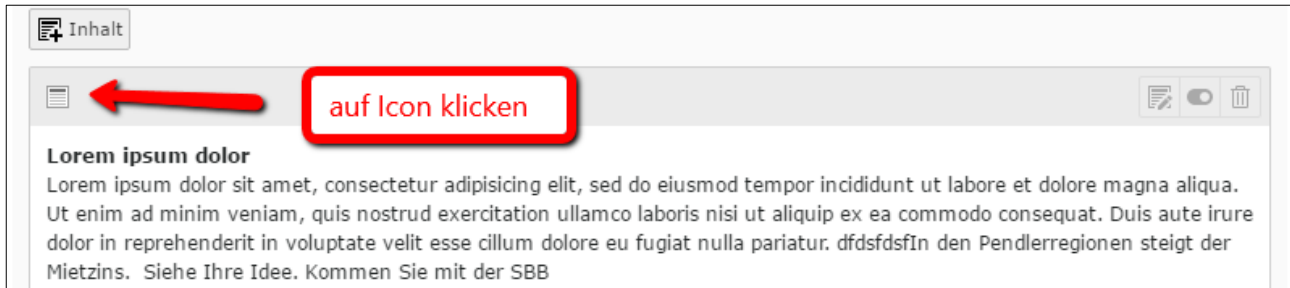 Inhalt
auf Icon klicken
Lorem ipsum dolor
Lorem ipsum dolor sit amet, consectetur adipisicing elit, sed do eiusmod tempor incididunt ut labore et dolore magna aliqua.
Ut enim ad minim veniam, quis nostrud exercitation ullamco laboris nisi ut aliquip ex ea commodo consequat. Duis aute irure
dolor in reprehenderit in voluptate velit esse cillum dolore eu fugiat nulla pariatur. dfdsfdsfIn den Pendlerregionen steigt der
Mietzins.  Siehe Ihre Idee. Kommen Sie mit der SBB